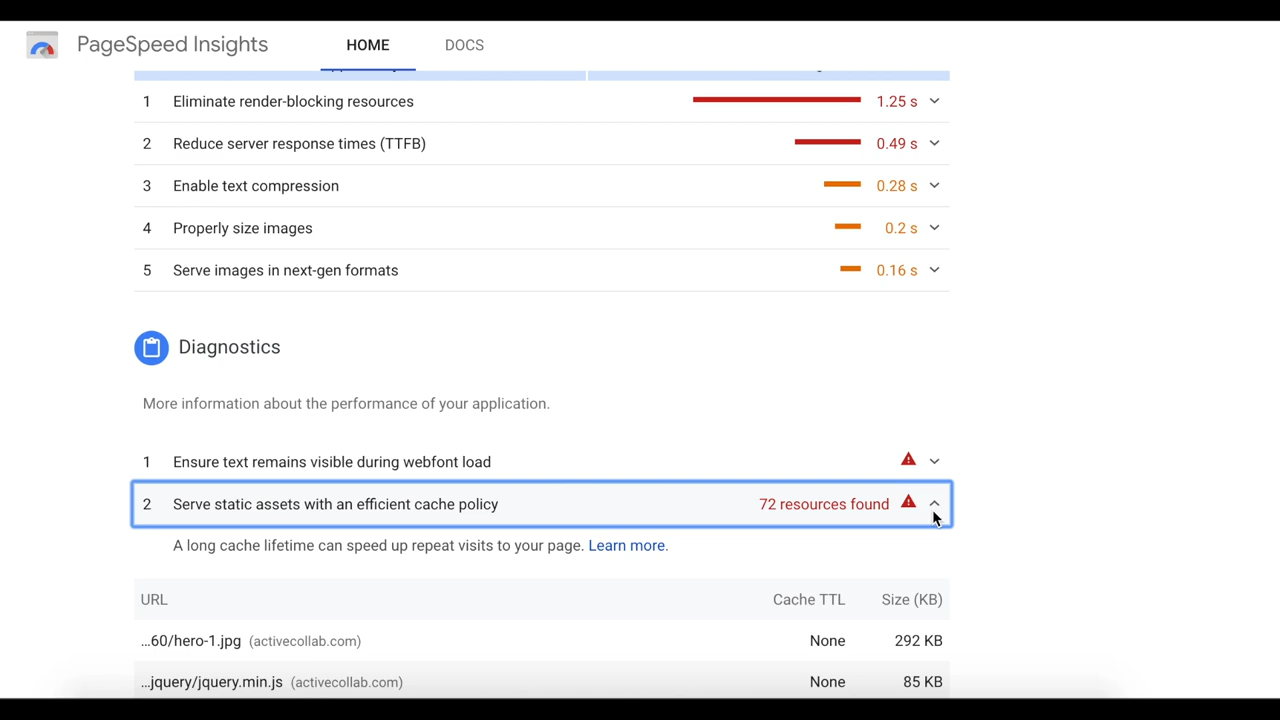 PageSpeed Insights HOME DOCS
1 Eliminate render-blocking resources 1.25 s
2 Reduce server response times (TTFB) 0.49 s
3 Enable text compression 0.28 s
4 Properly size images 0.2 s
5 Serve images in next-gen formats 0.16 s
Diagnostics
More information about the performance of your application.
1 Ensure text remains visible during webfont load
2 Serve static assets with an efficient cache policy 72 resources found
A long cache lifetime can speed up repeat visits to your page. Learn more.
URL Cache TTL Size (KB)
...60/hero-1.jpg (activecollab.com) None 292 KB
...jquery/jquery.min.js (activecollab.com) None 85 KB